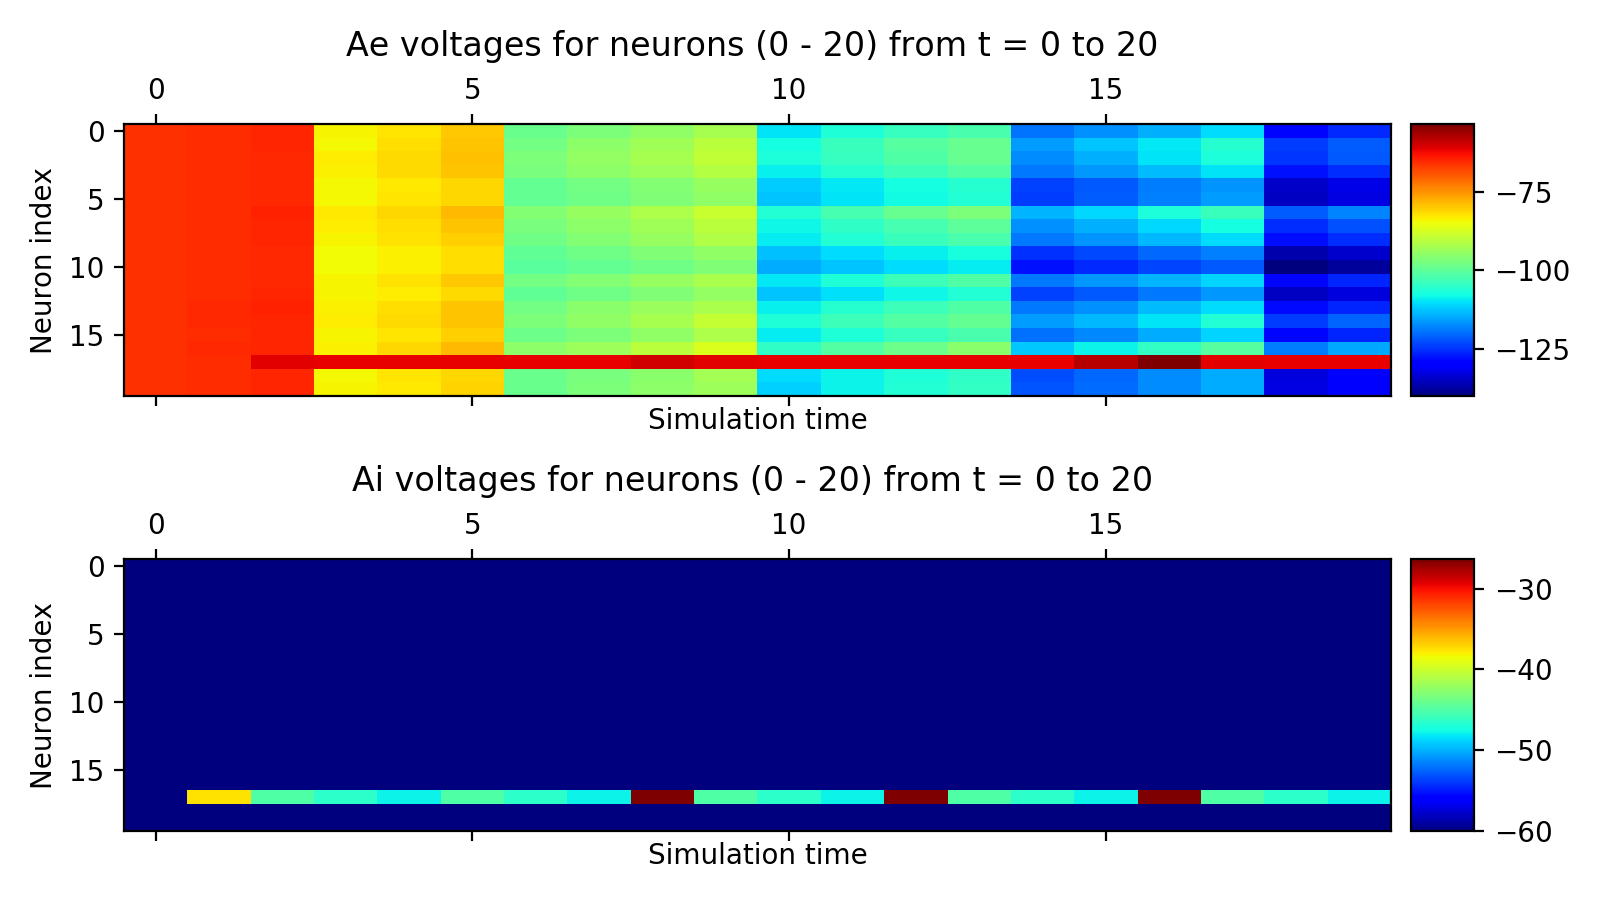 Ae voltages for neurons (0 - 20) from t = 0 to 20
0 5 10 15
Neuron index
0
5
10
15
−75
−100
−125
Simulation time
Ai voltages for neurons (0 - 20) from t = 0 to 20
0 5 10 15
Neuron index
0
5
10
15
−30
−40
−50
−60
Simulation time